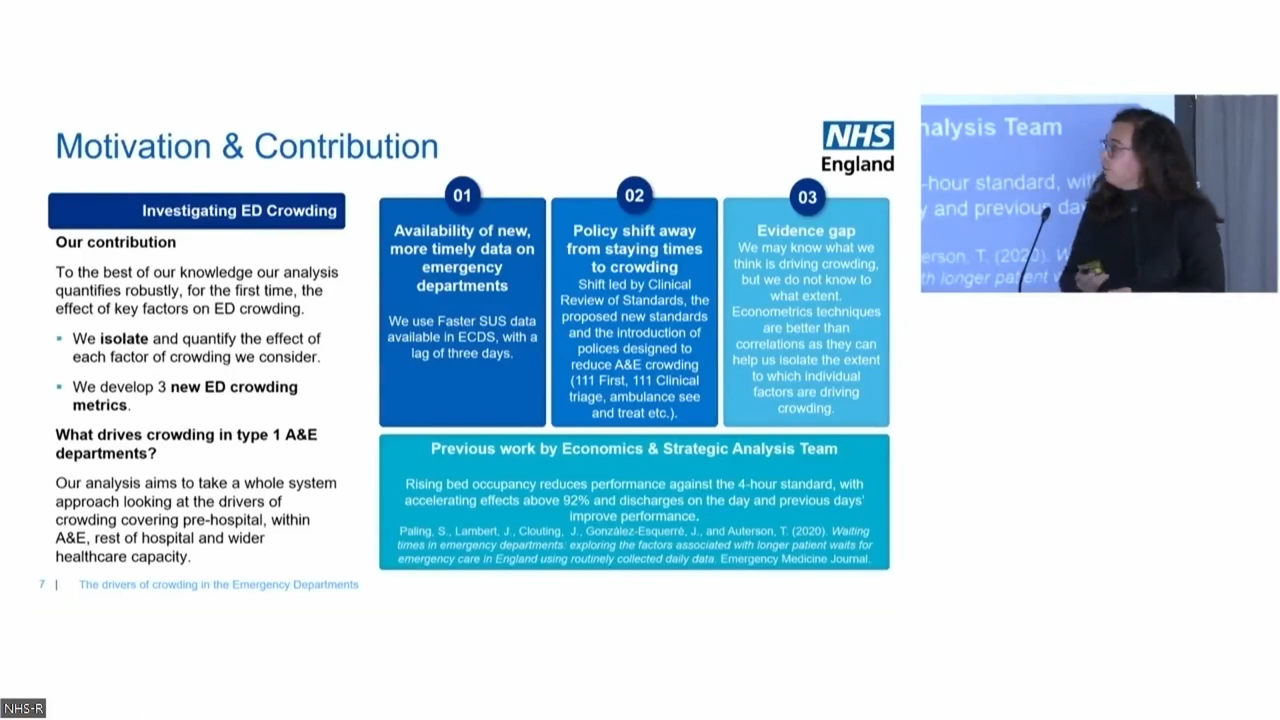 Motivation & Contribution
NHS
England
Investigating ED Crowding
Our contribution
To the best of our knowledge our analysis
quantifies robustly, for the first time, the
effect of key factors on ED crowding.
We isolate and quantify the effect of
each factor of crowding we consider.
We develop 3 new ED crowding
metrics.
What drives crowding in type 1 A&E
departments?
Our analysis aims to take a whole system
approach looking at the drivers of
crowding covering pre-hospital, within
A&E, rest of hospital and wider
healthcare capacity.
01
Availability of new,
more timely data on
emergency
departments
We use Faster SUS data
available in ECDS, with a
lag of three days.
02
Policy shift away
from staying times
to crowding
Shift led by Clinical
Review of Standards, the
proposed new standards
and the introduction of
polices designed to
reduce A&E crowding
(111 First, 111 Clinical
triage, ambulance see
and treat etc.).
03
Evidence gap
We may know what we
think is driving crowding,
but we do not know to
what extent.
Econometrics techniques
are better than
correlations as they can
help us isolate the extent
to which individual
factors are driving
crowding.
Previous work by Economics & Strategic Analysis Team
Rising bed occupancy reduces performance against the 4-hour standard, with
accelerating effects above 92% and discharges on the day and previous days'
improve performance.
Paling, S., Lambert, J., Clouting, J., González-Esquerré, J., and Auterson, T. (2020). Waiting
times in emergency departments: exploring the factors associated with longer patient waits for
emergency care in England using routinely collected daily data. Emergency Medicine Journal.
7 | The drivers of crowding in the Emergency Departments
nalysis Team
-hour standard, wit
y and previous da
erson, T. (2020). W
th longer patient w
NHS-R